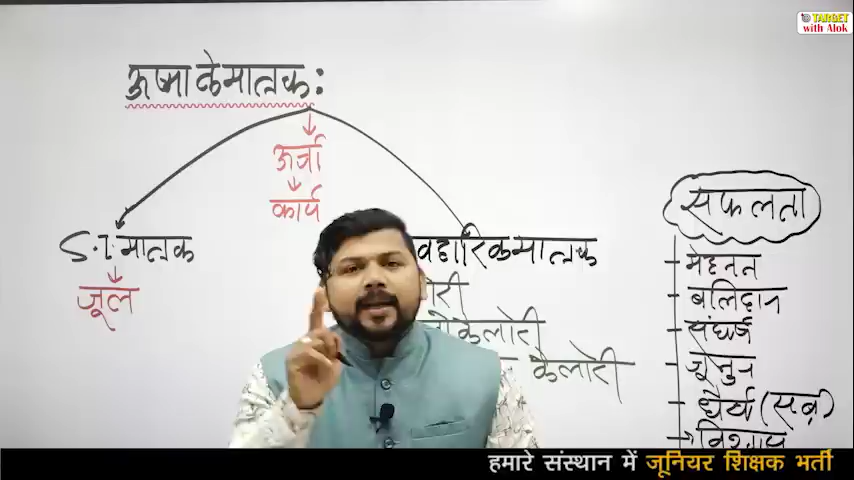 TARGET
with Alok
ऊष्मा के मात्रक:
ऊर्जा
कार्य
S.I. मात्रक
जूल
वहारिक मात्रक
ोरी
ोकैलोरी
कैलोरी
सफलता
मेहनत
बलिदान
संघर्ष
जूनुन
धैर्य (सब्र)
हमारे संस्थान में जूनियर शिक्षक भर्ती